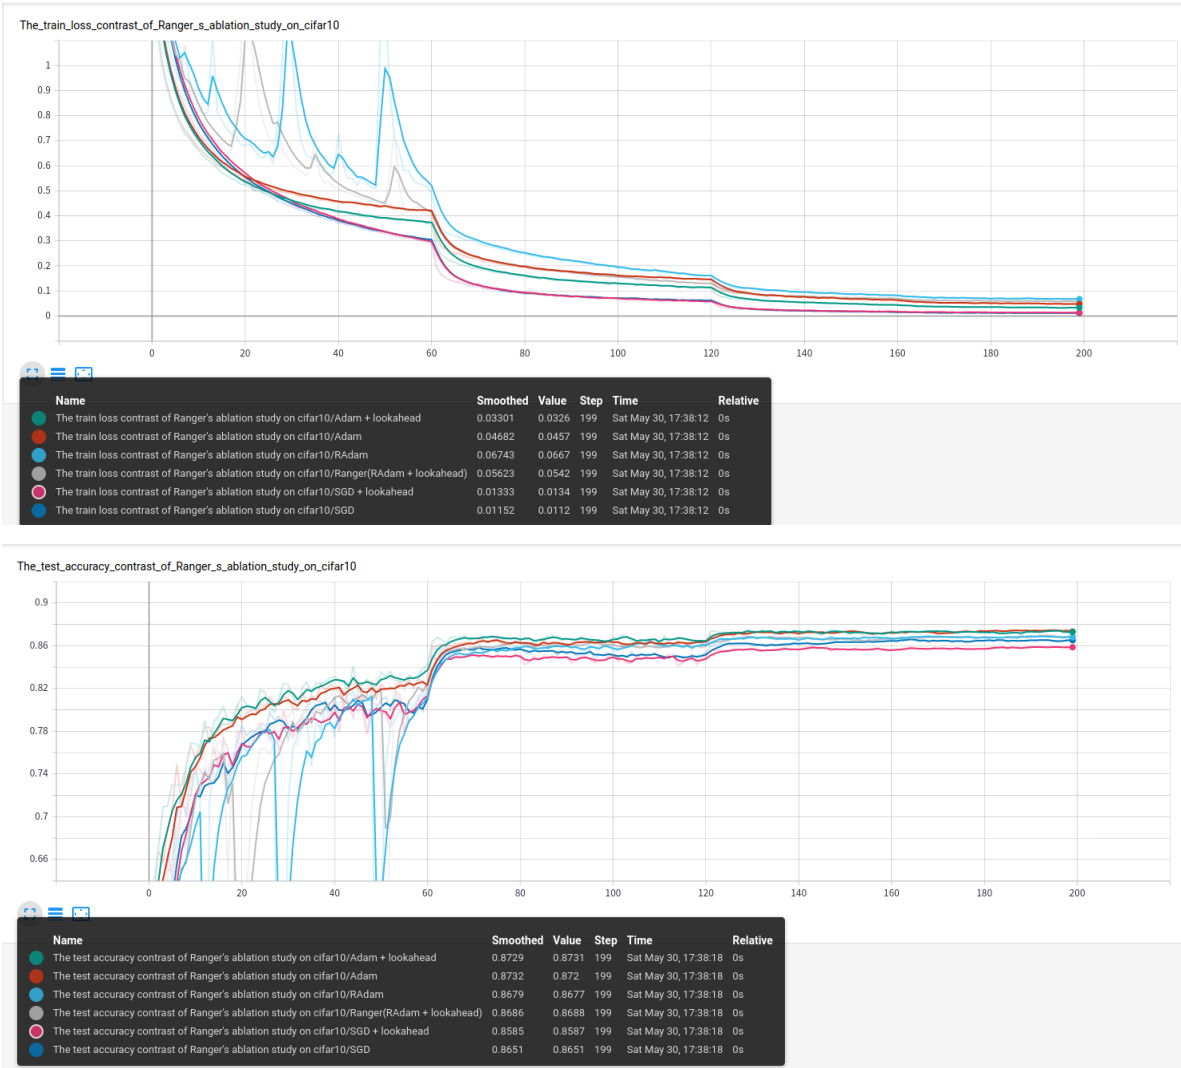 The_train_loss_contrast_of_Ranger_s_ablation_study_on_cifar10
1
0.9
0.8
0.7
0.6
0.5
0.4
0.3
0.2
0.1
0
0 20 40 60 80 100 120 140 160 180 200
Name Smoothed Value Step Time Relative
The train loss contrast of Ranger's ablation study on cifar10/Adam + lookahead 0.03301 0.0326 199 Sat May 30, 17:38:12 0s
The train loss contrast of Ranger's ablation study on cifar10/Adam 0.04682 0.0457 199 Sat May 30, 17:38:12 0s
The train loss contrast of Ranger's ablation study on cifar10/RAdam 0.06743 0.0667 199 Sat May 30, 17:38:12 0s
The train loss contrast of Ranger's ablation study on cifar10/Ranger(RAdam + lookahead) 0.05623 0.0542 199 Sat May 30, 17:38:12 0s
The train loss contrast of Ranger's ablation study on cifar10/SGD + lookahead 0.01333 0.0134 199 Sat May 30, 17:38:12 0s
The train loss contrast of Ranger's ablation study on cifar10/SGD 0.01152 0.0112 199 Sat May 30, 17:38:12 0s
The_test_accuracy_contrast_of_Ranger_s_ablation_study_on_cifar10
0.9
0.86
0.82
0.78
0.74
0.7
0.66
0 20 40 60 80 100 120 140 160 180 200
Name Smoothed Value Step Time Relative
The test accuracy contrast of Ranger's ablation study on cifar10/Adam + lookahead 0.8729 0.8731 199 Sat May 30, 17:38:18 0s
The test accuracy contrast of Ranger's ablation study on cifar10/Adam 0.8732 0.872 199 Sat May 30, 17:38:18 0s
The test accuracy contrast of Ranger's ablation study on cifar10/RAdam 0.8679 0.8677 199 Sat May 30, 17:38:18 0s
The test accuracy contrast of Ranger's ablation study on cifar10/Ranger(RAdam + lookahead) 0.8686 0.8688 199 Sat May 30, 17:38:18 0s
The test accuracy contrast of Ranger's ablation study on cifar10/SGD + lookahead 0.8585 0.8587 199 Sat May 30, 17:38:18 0s
The test accuracy contrast of Ranger's ablation study on cifar10/SGD 0.8651 0.8651 199 Sat May 30, 17:38:18 0s